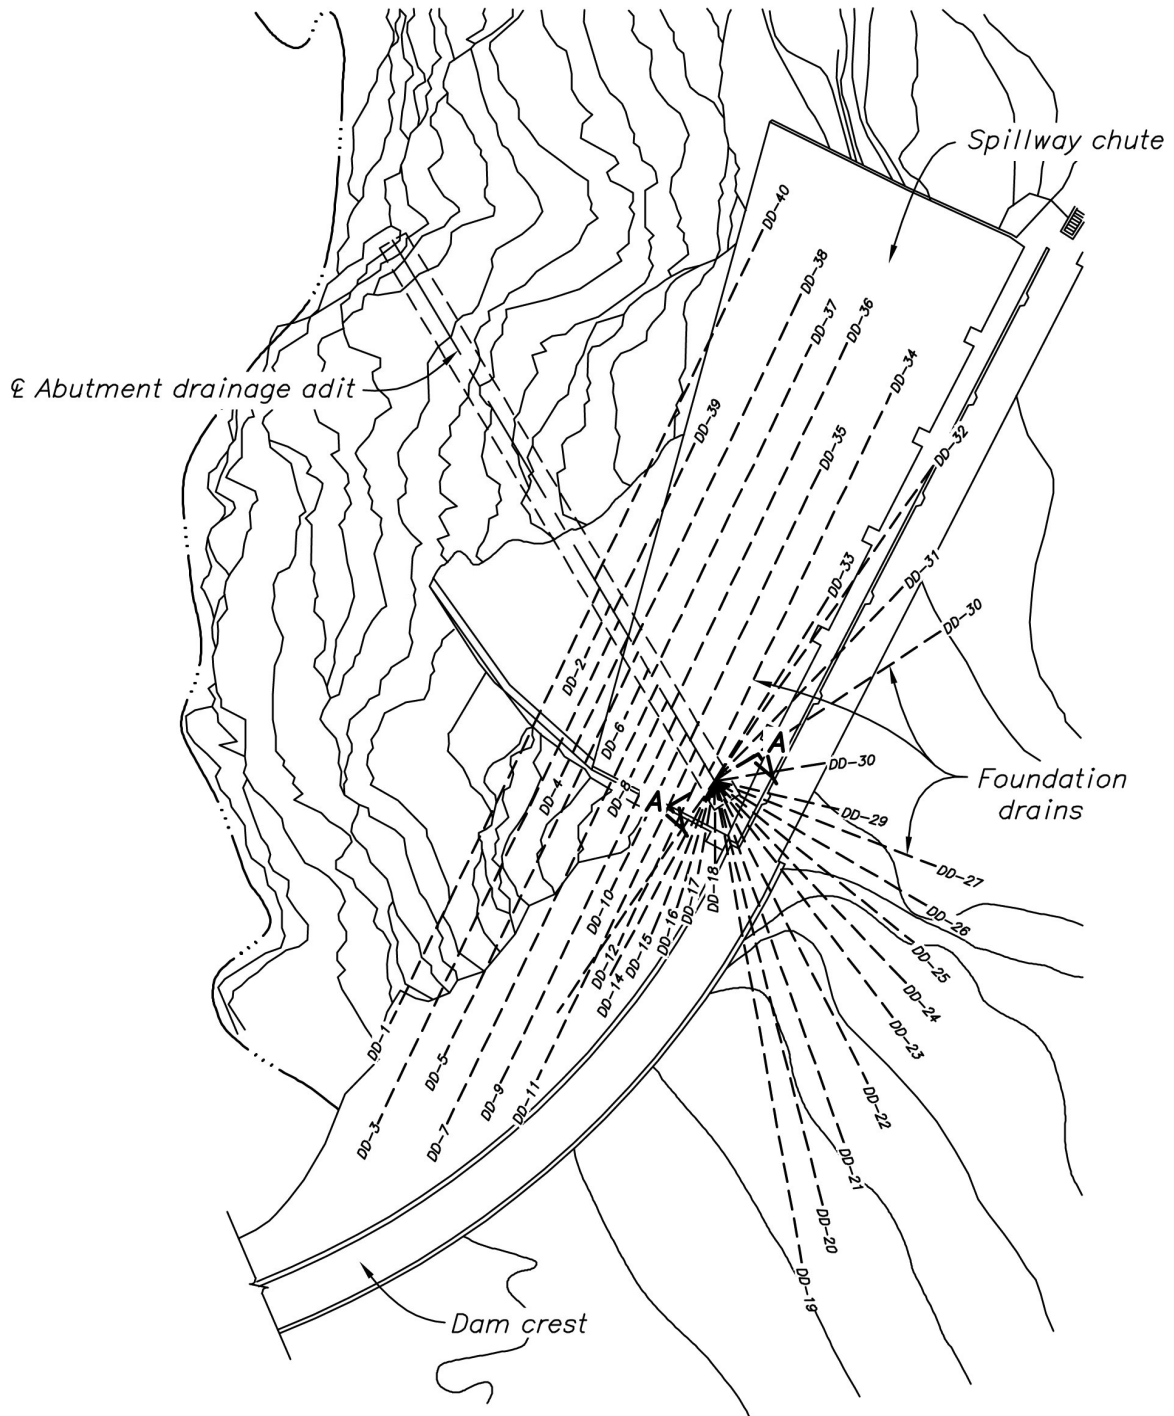 Spillway chute
DD-40
DD-38
DD-37
DD-36
DD-34
℄ Abutment drainage adit
DD-39
DD-35
DD-32
DD-33
DD-31
DD-30
DD-2
DD-6
A
DD-30
Foundation
drains
DD-4
DD-8
A
DD-29
DD-27
DD-18
DD-17
DD-10
DD-16
DD-26
DD-15
DD-12
DD-14
DD-25
DD-24
DD-23
DD-1
DD-5
DD-9
DD-11
DD-22
DD-3
DD-7
DD-21
DD-20
DD-19
Dam crest